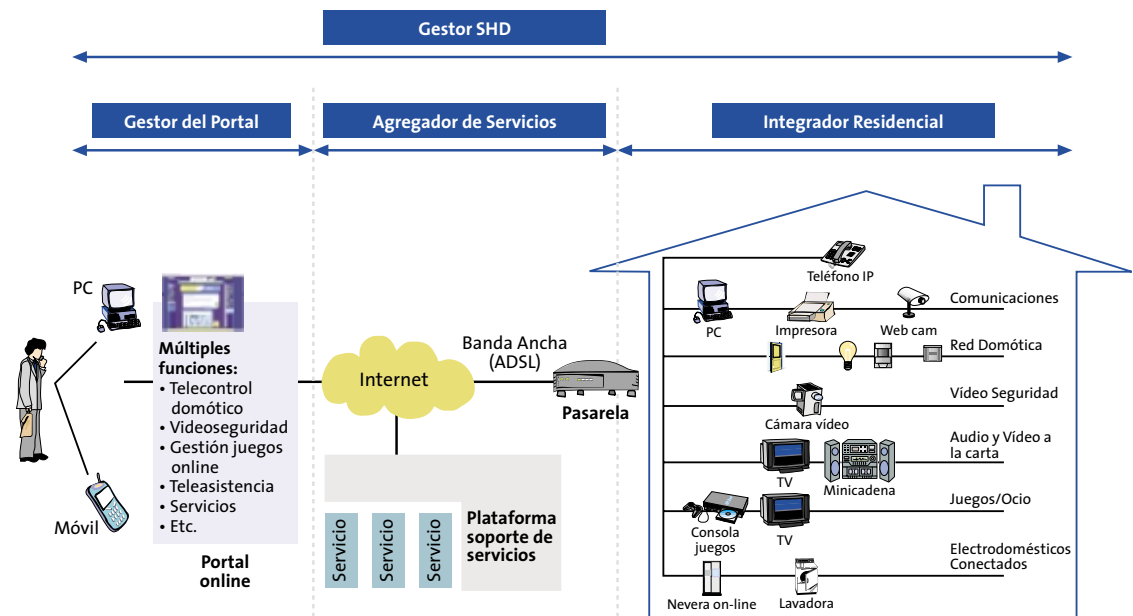 Gestor SHD
Gestor del Portal
Agregador de Servicios
Integrador Residencial
PC
Múltiples
funciones:
• Telecontrol
domótico
• Videoseguridad
• Gestión juegos
online
• Teleasistencia
• Servicios
• Etc.
Móvil
Portal
online
Internet
Banda Ancha
(ADSL)
Pasarela
Servicio
Servicio
Servicio
Plataforma
soporte de
servicios
Teléfono IP
Comunicaciones
PC
Impresora
Web cam
Red Domótica
Vídeo Seguridad
Cámara vídeo
Audio y Vídeo a
la carta
TV
Minicadena
Juegos/Ocio
Consola
juegos
TV
Electrodomésticos
Conectados
Nevera on-line
Lavadora